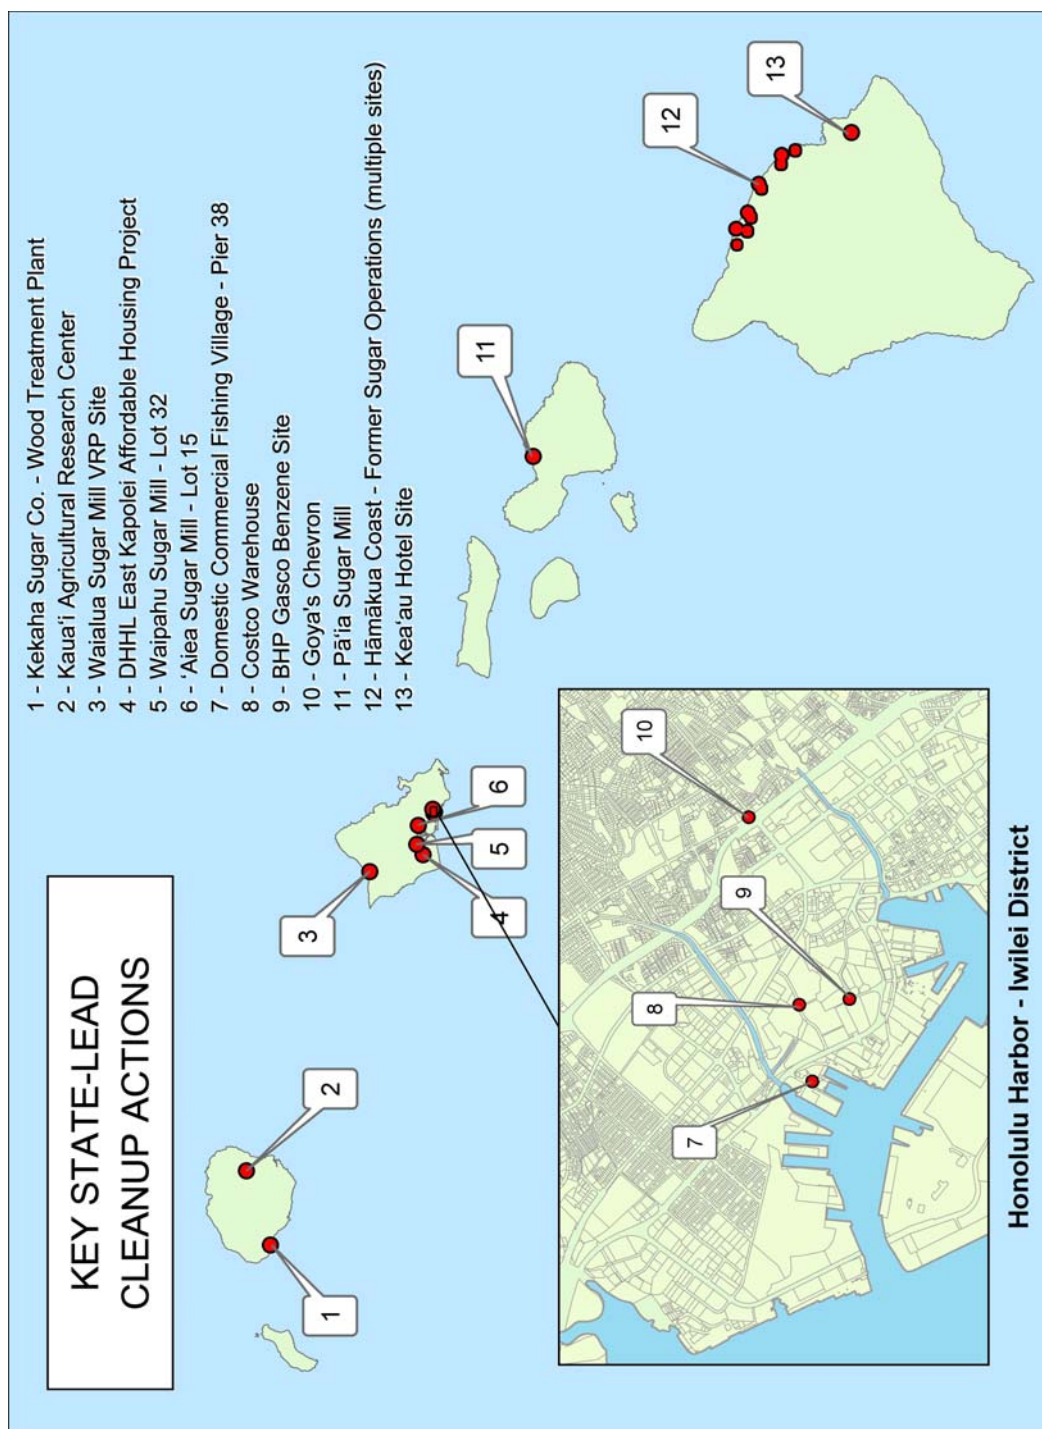 KEY STATE-LEAD
CLEANUP ACTIONS
1 - Kekaha Sugar Co. - Wood Treatment Plant
2 - Kaua'i Agricultural Research Center
3 - Waialua Sugar Mill VRP Site
4 - DHHL East Kapolei Affordable Housing Project
5 - Waipahu Sugar Mill - Lot 32
6 - 'Aiea Sugar Mill - Lot 15
7 - Domestic Commercial Fishing Village - Pier 38
8 - Costco Warehouse
9 - BHP Gasco Benzene Site
10 - Goya's Chevron
11 - Pā'ia Sugar Mill
12 - Hāmākua Coast - Former Sugar Operations (multiple sites)
13 - Kea'au Hotel Site
1
2
3
4
5
6
11
12
13
7
8
9
10
Honolulu Harbor - Iwilei District